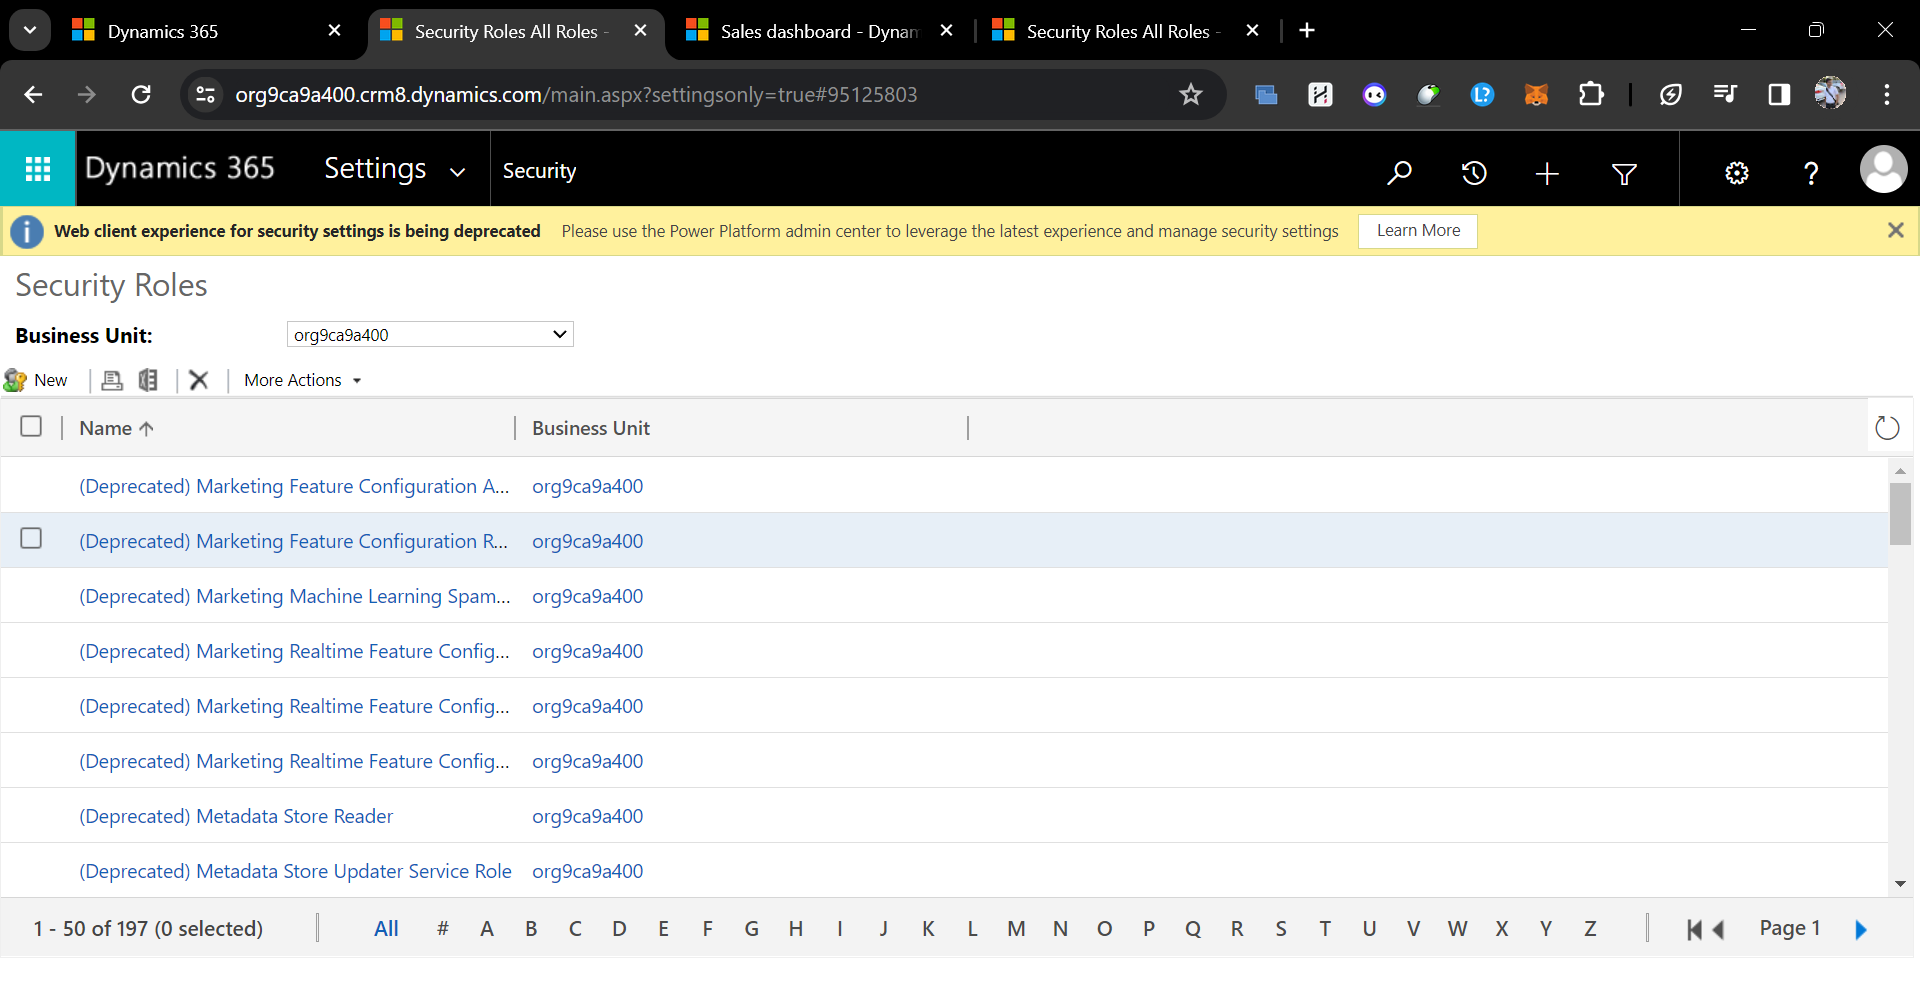 Dynamics 365
Security Roles All Roles -
Sales dashboard - Dynam
Security Roles All Roles -
org9ca9a400.crm8.dynamics.com/main.aspx?settingsonly=true#95125803
Dynamics 365 Settings Security
Web client experience for security settings is being deprecated Please use the Power Platform admin center to leverage the latest experience and manage security settings Learn More
Security Roles
Business Unit: org9ca9a400
New More Actions
Name Business Unit
(Deprecated) Marketing Feature Configuration A... org9ca9a400
(Deprecated) Marketing Feature Configuration R... org9ca9a400
(Deprecated) Marketing Machine Learning Spam... org9ca9a400
(Deprecated) Marketing Realtime Feature Config... org9ca9a400
(Deprecated) Marketing Realtime Feature Config... org9ca9a400
(Deprecated) Marketing Realtime Feature Config... org9ca9a400
(Deprecated) Metadata Store Reader org9ca9a400
(Deprecated) Metadata Store Updater Service Role org9ca9a400
1 - 50 of 197 (0 selected) All # A B C D E F G H I J K L M N O P Q R S T U V W X Y Z Page 1